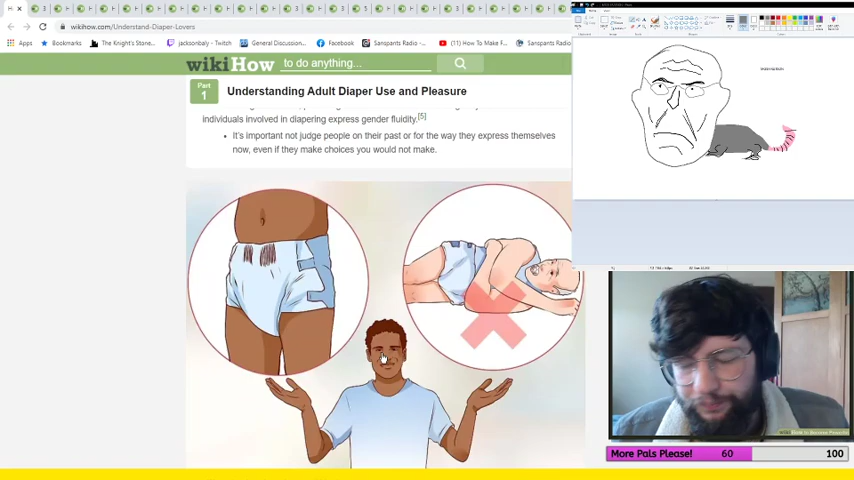 wikihow.com/Understand-Diaper-Lovers
Apps
Bookmarks
The Knight's Stone...
jacksonbaly - Twitch
General Discussion...
Facebook
Sanspants Radio -...
(11) How To Make F...
Sanspants Radio
wikiHow to do anything...
Part
1
Understanding Adult Diaper Use and Pleasure
individuals involved in diapering express gender fluidity.[5]
It's important not judge people on their past or for the way they express themselves
now, even if they make choices you would not make.
More Pals Please! 60 100